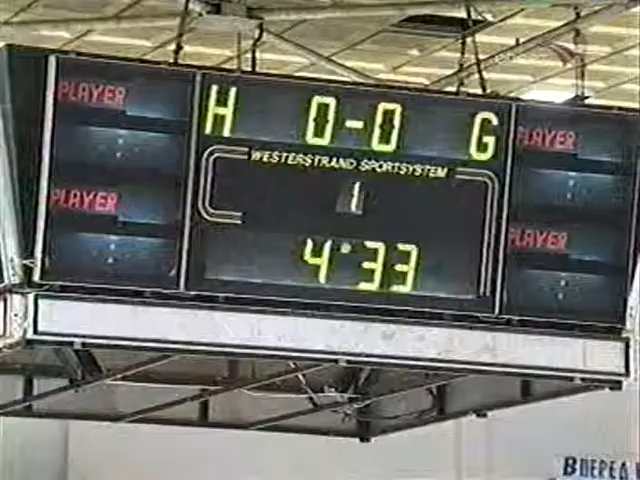 PLAYER H 0-0 G PLAYER
WESTERSTRAND SPORTSYSTEM
1
PLAYER 4:33 PLAYER
ВПЕРЕД